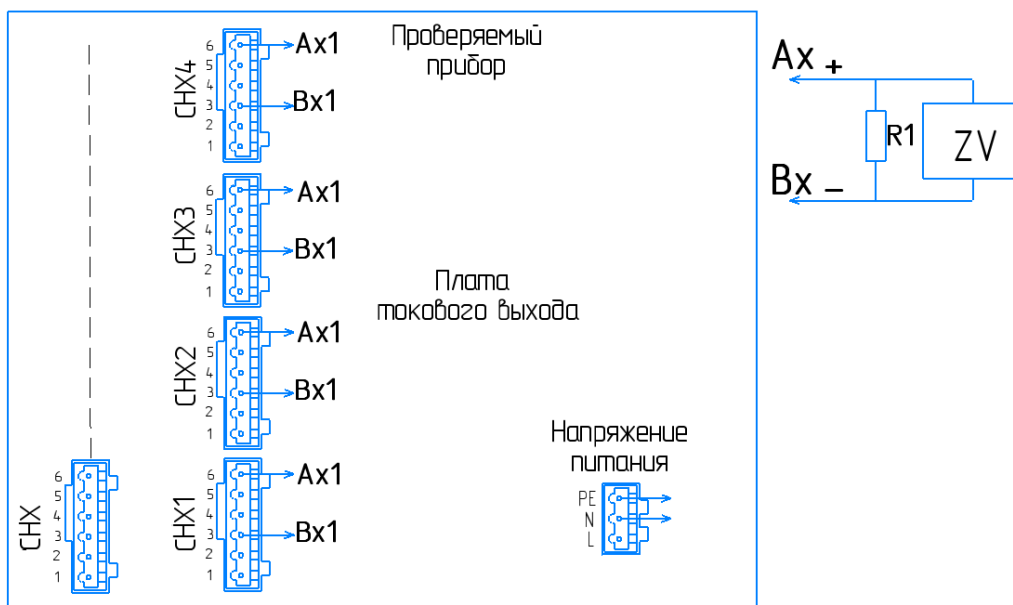 Проверяемый
прибор
CHX4
6
5
4
3
2
1
Ax1
Bx1
CHX3
6
5
4
3
2
1
Ax1
Bx1
Плата
токового выхода
CHX2
6
5
4
3
2
1
Ax1
Bx1
CHX1
6
5
4
3
2
1
Ax1
Bx1
CHX
6
5
4
3
2
1
Напряжение
питания
PE
N
L
Ax +
R1
ZV
Bx -